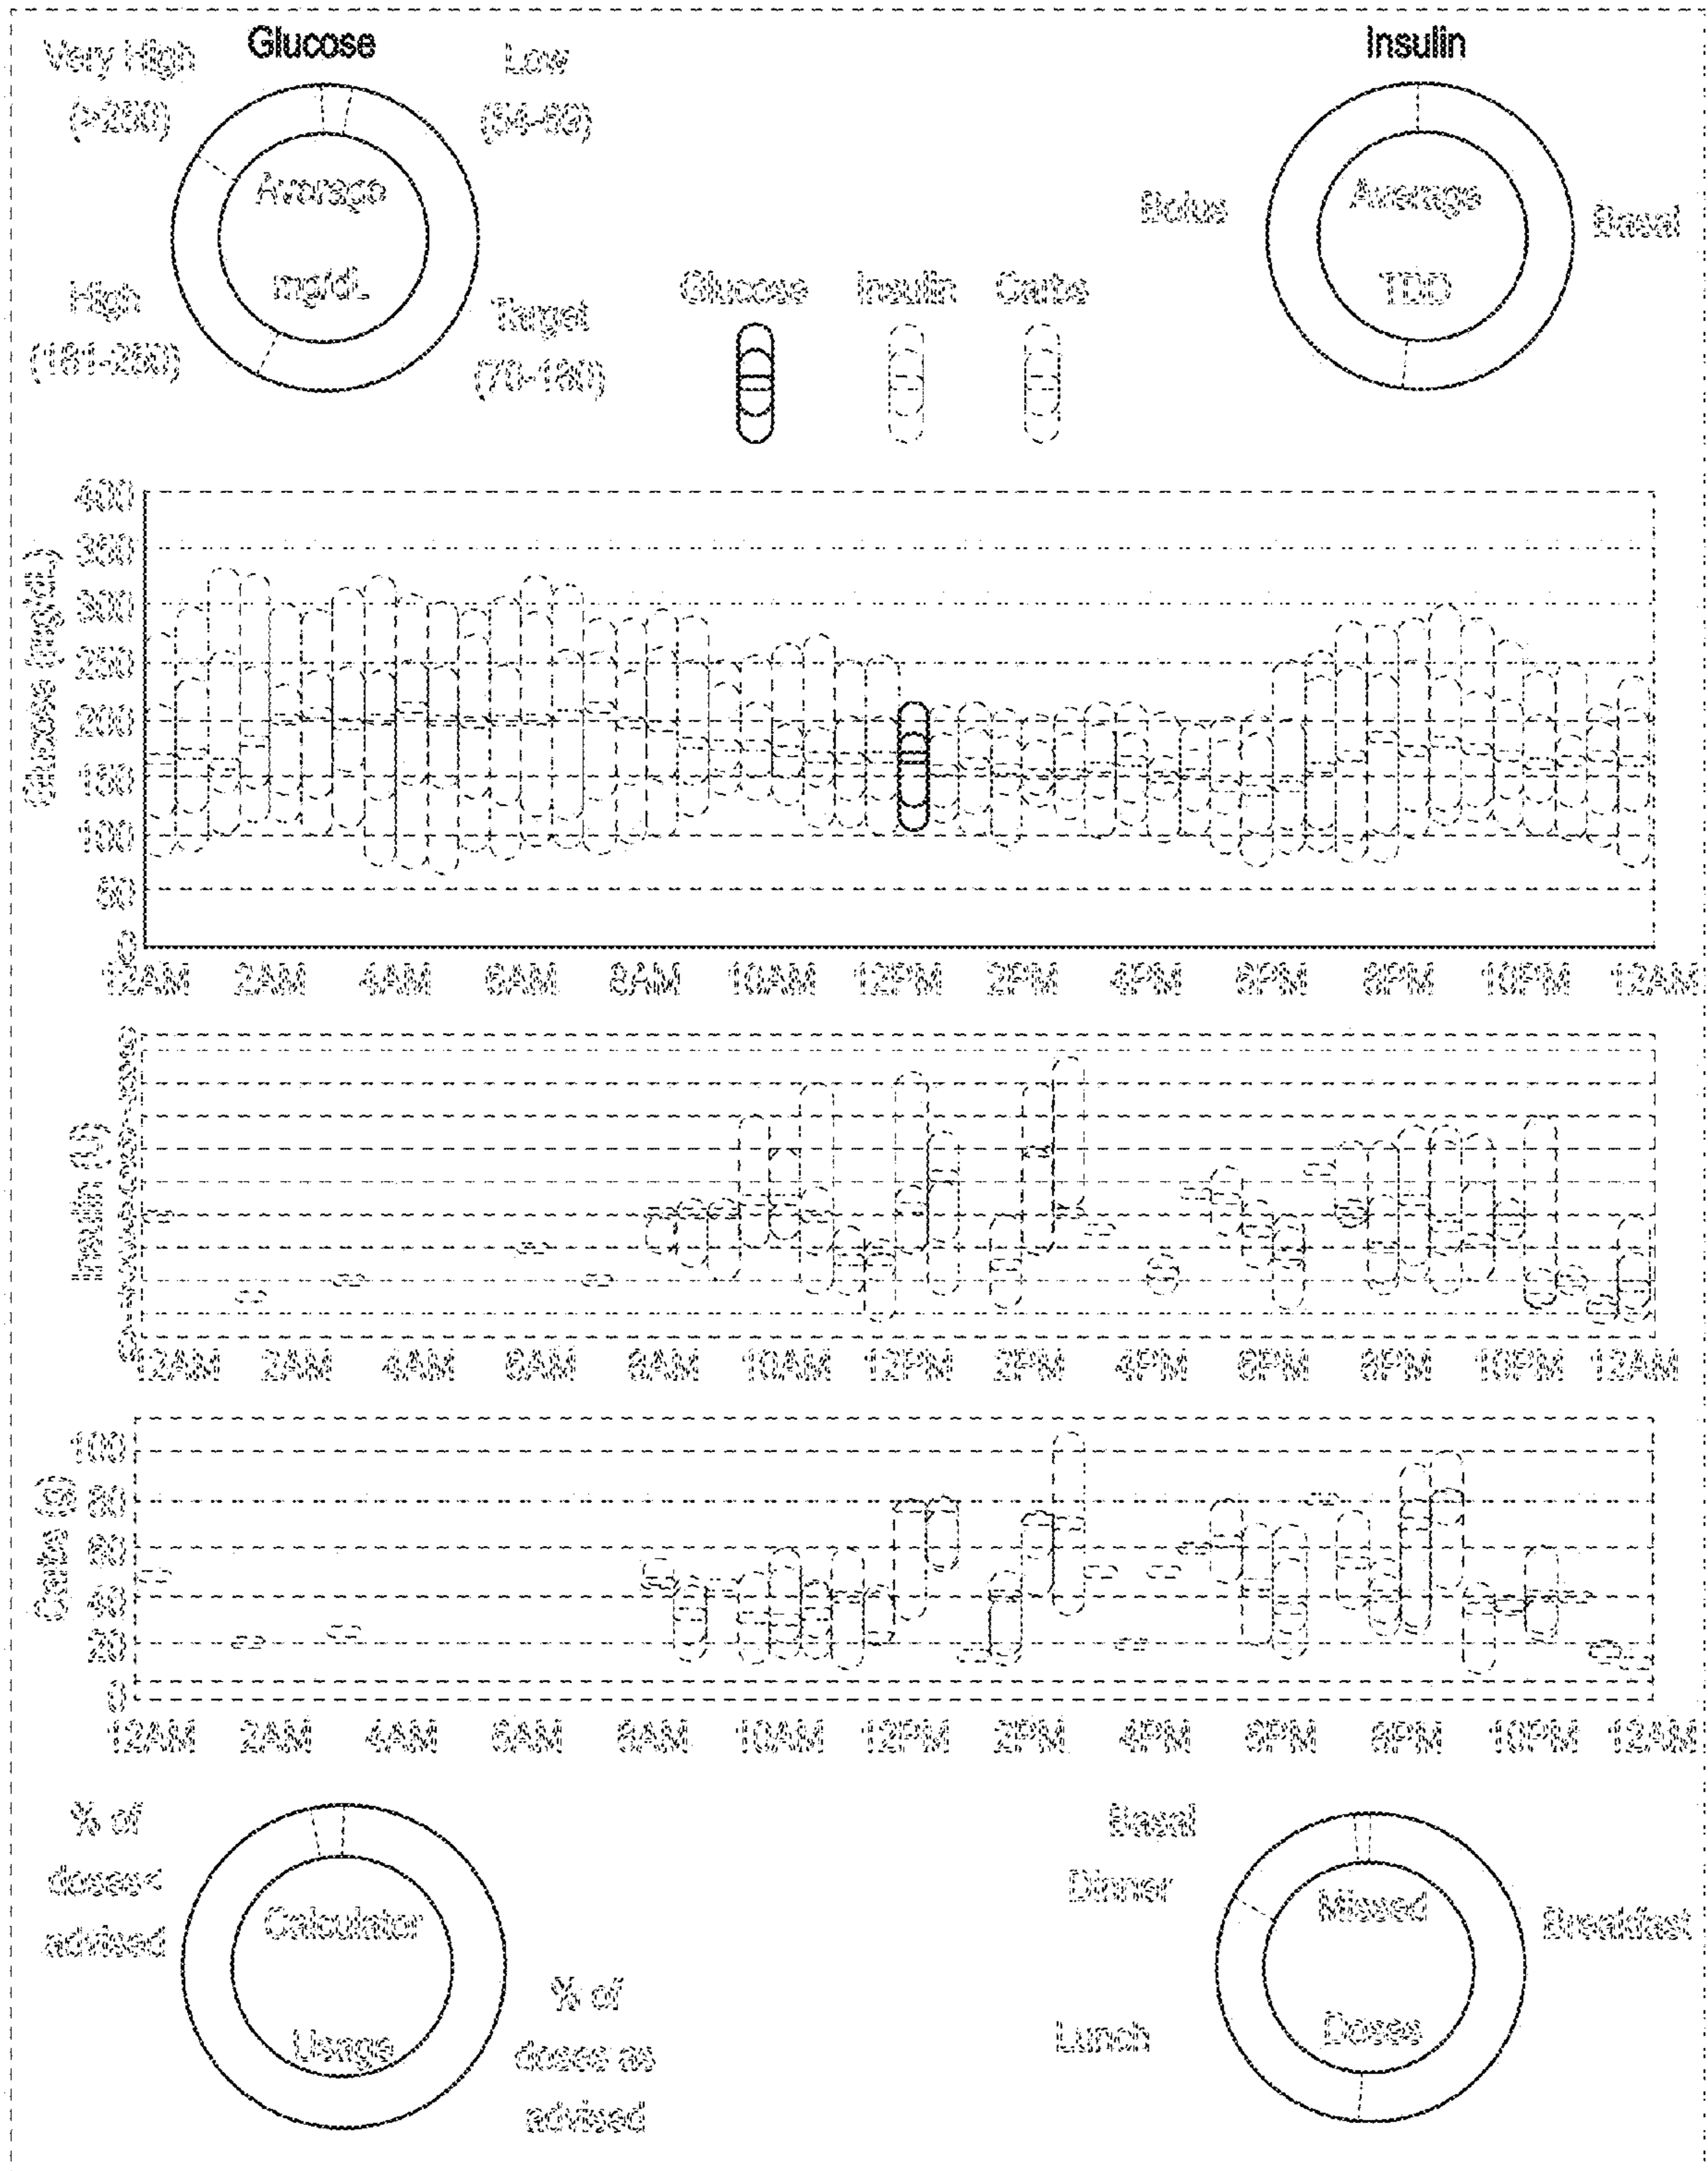 Glucose
Very High
(>250)
Low
(54-69)
Average
mg/dL
High
(181-250)
Target
(70-180)
Insulin
Bolus
Average
TDD
Basal
Glucose Insulin Carbs
Glucose (mg/dL)
400
350
300
250
200
150
100
50
0
12AM 2AM 4AM 6AM 8AM 10AM 12PM 2PM 4PM 6PM 8PM 10PM 12AM
Insulin (U)
12AM 2AM 4AM 6AM 8AM 10AM 12PM 2PM 4PM 6PM 8PM 10PM 12AM
Carbs (g)
100
80
60
40
20
0
12AM 2AM 4AM 6AM 8AM 10AM 12PM 2PM 4PM 6PM 8PM 10PM 12AM
% of
doses<
advised
Calculator
Usage
% of
doses as
advised
Basal
Dinner
Missed
Doses
Breakfast
Lunch